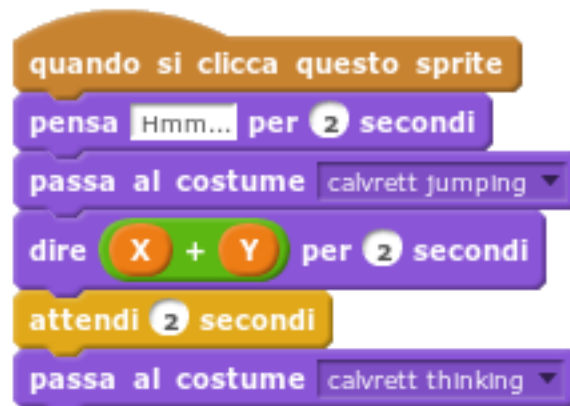 quando si clicca questo sprite
pensa Hmm... per 2 secondi
passa al costume calvrett jumping
dire X + Y per 2 secondi
attendi 2 secondi
passa al costume calvrett thinking